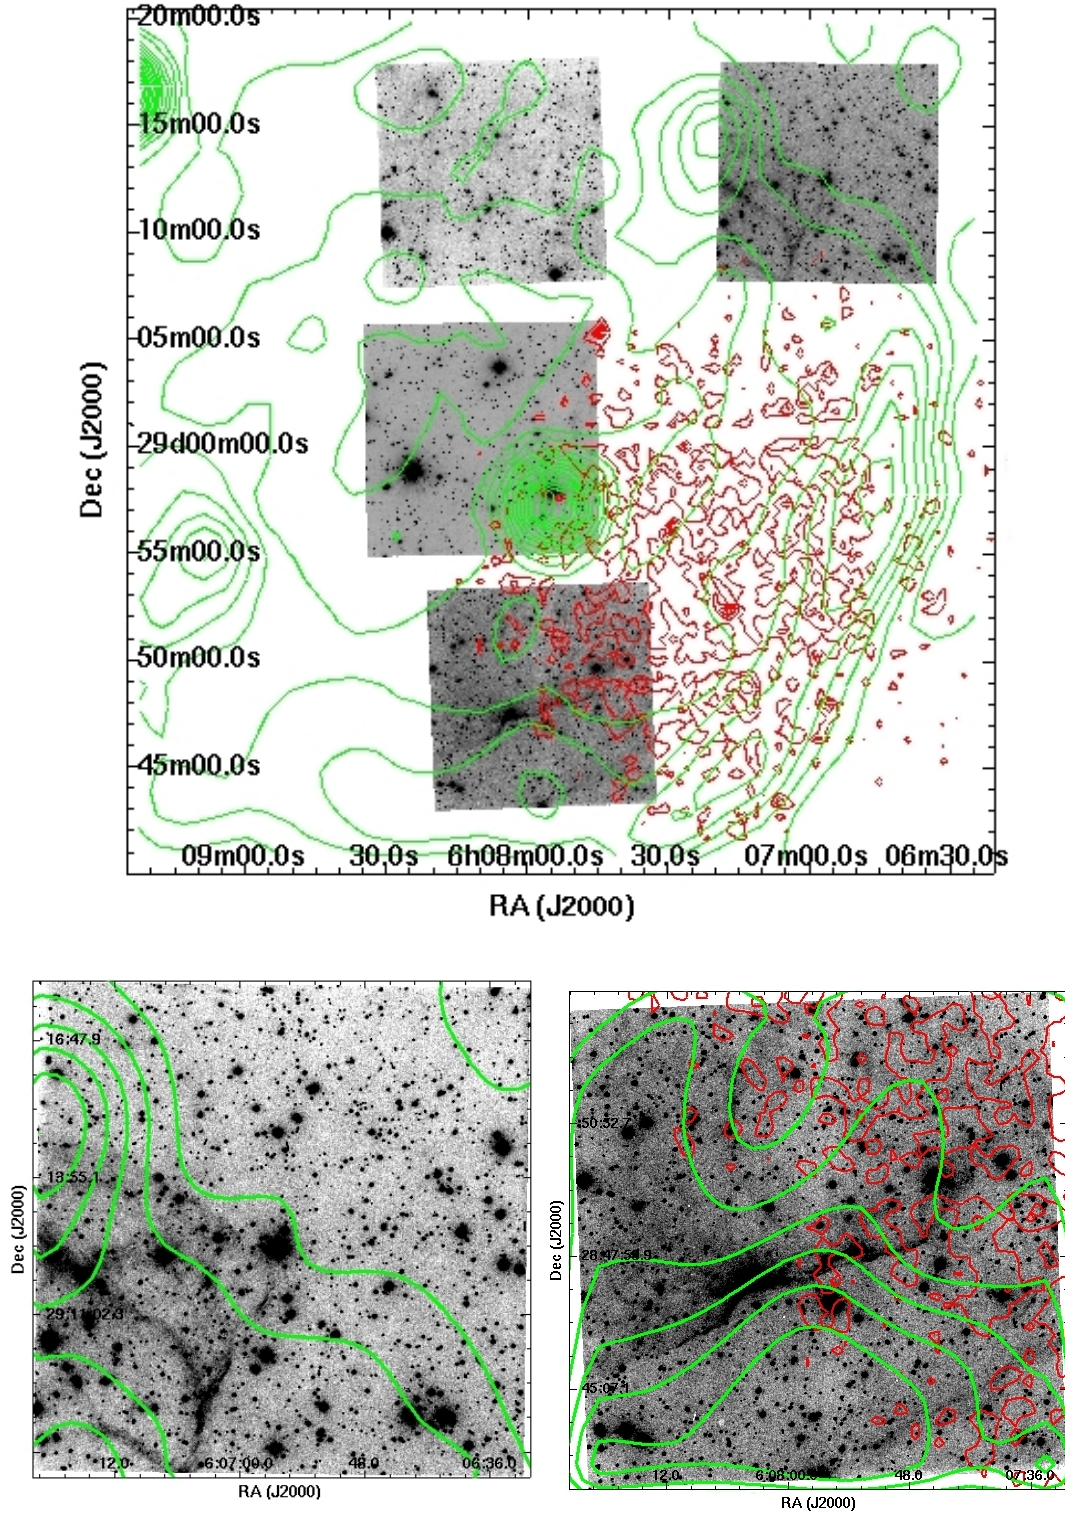 20m00.0s
15m00.0s
10m00.0s
05m00.0s
29d00m00.0s
55m00.0s
50m00.0s
45m00.0s
Dec (J2000)
09m00.0s 30.0s 6h08m00.0s 30.0s 07m00.0s 06m30.0s
RA (J2000)
16:47.9
13:55.1
29:11:02.3
Dec (J2000)
12.0 6:07:00.0 48.0 06:36.0
RA (J2000)
50:32.7
28:47:59.9
45:07.1
Dec (J2000)
12.0 6:08:00.0 48.0 07:36.0
RA (J2000)